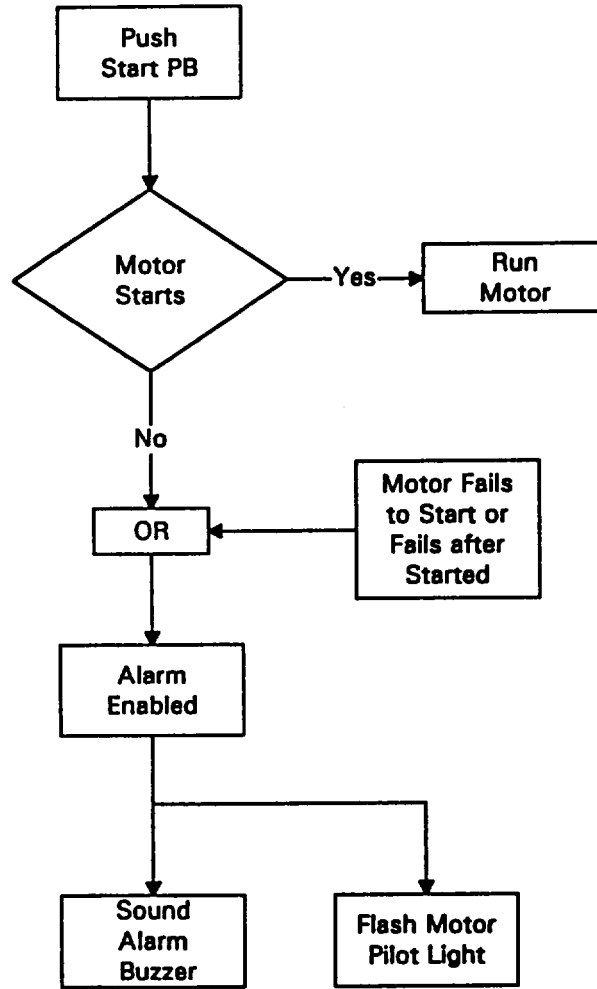 Push
Start PB
Motor
Starts
Yes
Run
Motor
No
OR
Motor Fails
to Start or
Fails after
Started
Alarm
Enabled
Sound
Alarm
Buzzer
Flash Motor
Pilot Light